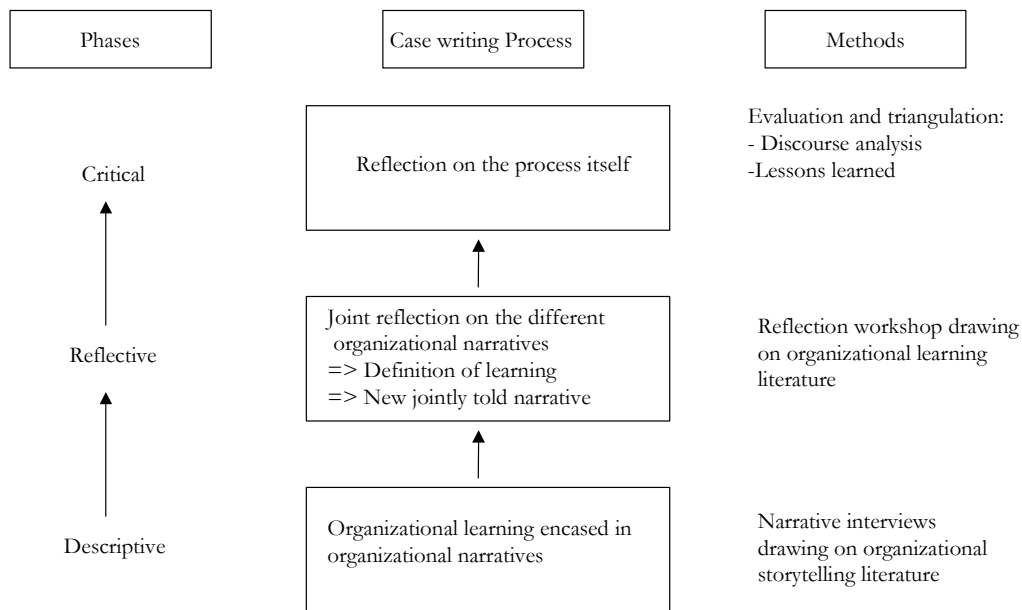 Phases
Case writing Process
Methods
Critical
Reflection on the process itself
Evaluation and triangulation:
- Discourse analysis
-Lessons learned
Reflective
Joint reflection on the different
organizational narratives
=> Definition of learning
=> New jointly told narrative
Reflection workshop drawing
on organizational learning
literature
Descriptive
Organizational learning encased in
organizational narratives
Narrative interviews
drawing on organizational
storytelling literature